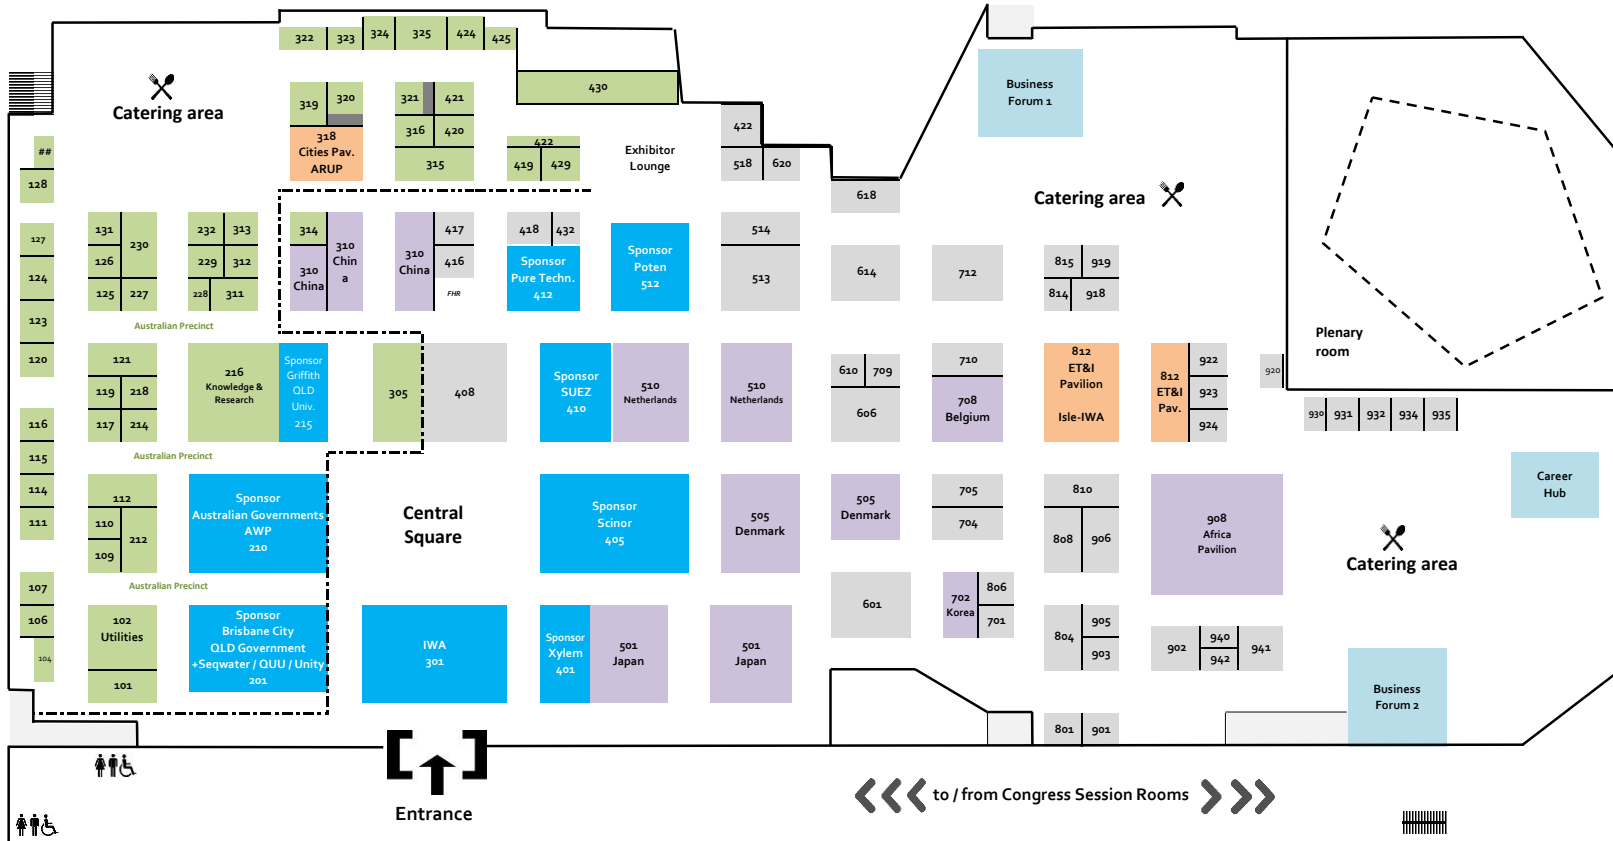 322
323
324
325
424
425
430
Business
Forum 1
Catering area
319
320
321
421
318
Cities Pav.
ARUP
316
420
315
422
419
429
Exhibitor
Lounge
422
518
620
618
Catering area
##
128
127
124
123
120
131
230
126
125
227
232
313
229
312
228
311
314
310
China
310
Chin
a
310
China
417
416
FHR
418
432
Sponsor
Pure Techn.
412
Sponsor
Poten
512
514
513
614
712
815
919
814
918
Plenary
room
Australian Precinct
121
119
218
117
214
216
Knowledge &
Research
Sponsor
Griffith
QLD
Univ.
215
305
408
Sponsor
SUEZ
410
510
Netherlands
510
Netherlands
610
709
606
710
708
Belgium
812
ET&I
Pavilion
Isle-IWA
812
ET&I
Pav.
922
923
924
920
930
931
932
934
935
116
115
114
111
Australian Precinct
112
110
212
109
Sponsor
Australian Governments
AWP
210
Central
Square
Sponsor
Scinor
405
505
Denmark
505
Denmark
705
704
810
808
906
908
Africa
Pavilion
Career
Hub
Catering area
107
106
104
Australian Precinct
102
Utilities
101
Sponsor
Brisbane City
QLD Government
+Seqwater / QUU / Unity
201
IWA
301
Sponsor
Xylem
401
501
Japan
501
Japan
601
702
Korea
806
701
804
905
903
902
940
942
941
Business
Forum 2
801
901
Entrance
to / from Congress Session Rooms